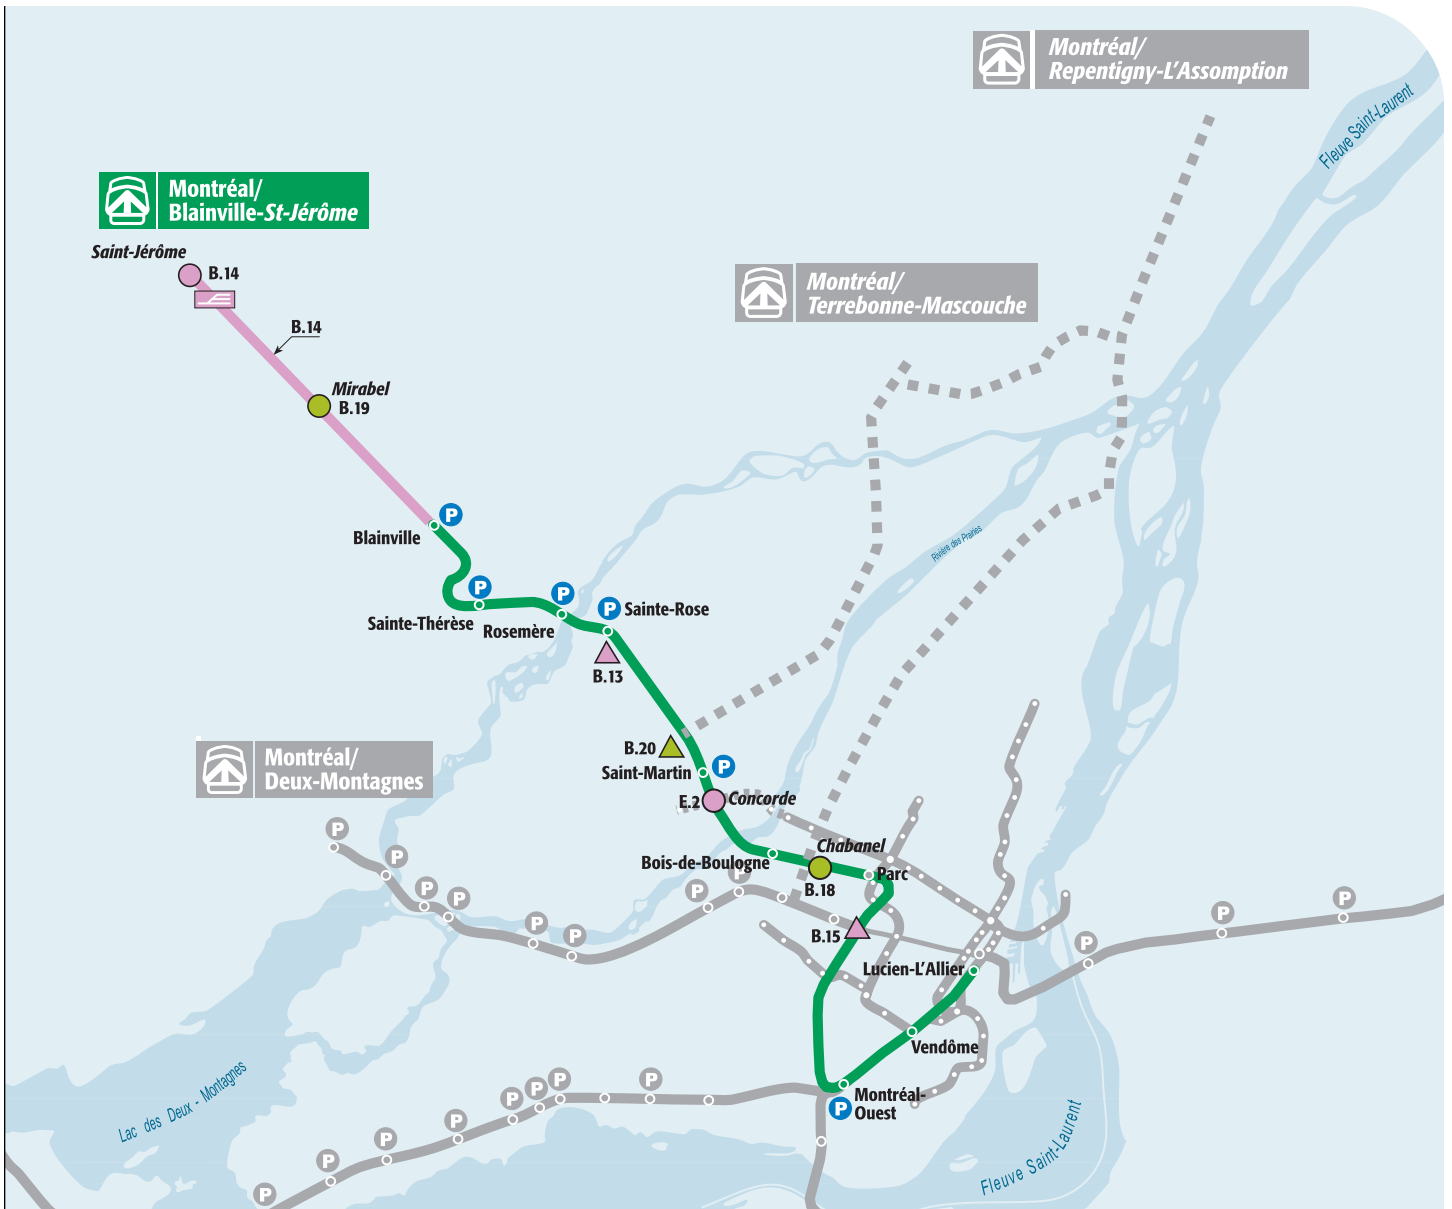 Montréal/
Repentigny-L'Assomption
Fleuve Saint-Laurent
Montréal/
Blainville-St-Jérôme
Saint-Jérôme
B.14
Montréal/
Terrebonne-Mascouche
B.14
Mirabel
B.19
P
Blainville
Rivière des Prairies
P
P
P
Sainte-Rose
Sainte-Thérèse
Rosemère
B.13
B.20
Montréal/
Deux-Montagnes
Saint-Martin
P
E.2
Concorde
P
Chabanel
P
Bois-de-Boulogne
P
Parc
P
P
B.18
P
P
P
P
P
P
B.15
P
Lucien-L'Allier
Vendôme
Lac des Deux - Montagnes
P
P
P
P
Montréal-
Ouest
P
P
P
P
P
Fleuve Saint-Laurent
P